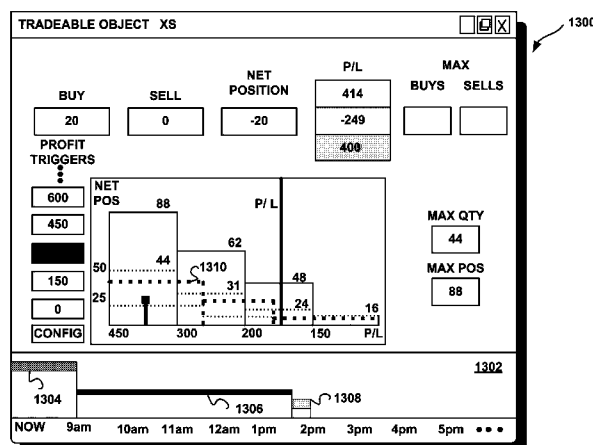 TRADEABLE OBJECT XS
X
1300
P/L
MAX
NET
POSITION
BUY
SELL
BUYS SELLS
414
20
0
-20
-249
400
PROFIT
TRIGGERS
600
450
150
0
CONFIG
NET
POS
88
P/L
62
50
44
1310
31
48
25
24
16
450 300 200 150 P/L
MAX QTY
44
MAX POS
88
1302
1304
1306
1308
NOW 9am 10am 11am 12am 1pm 2pm 3pm 4pm 5pm